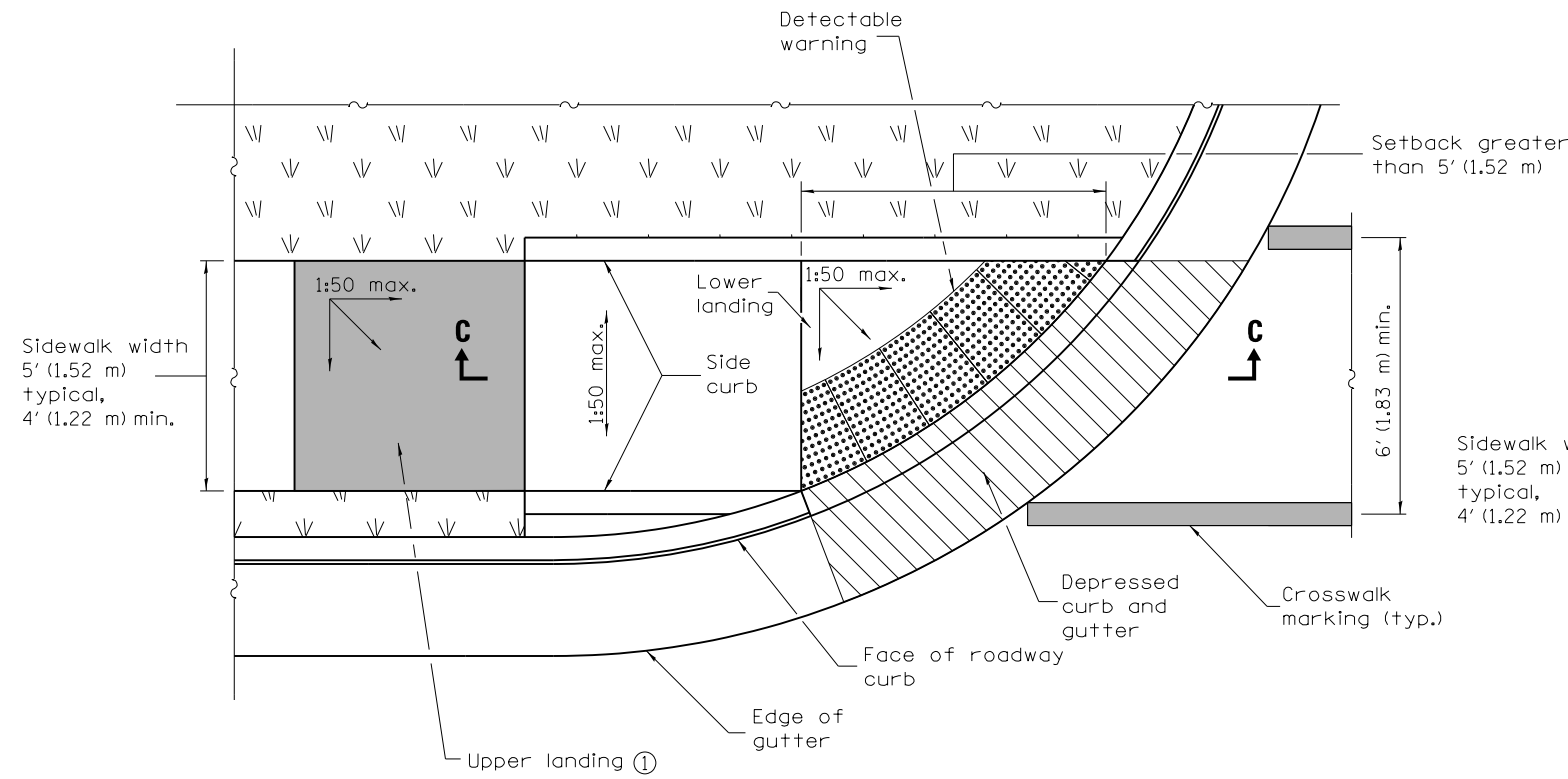 Detectable
warning
Setback greater
than 5' (1.52 m)
1:50 max.
Lower
landing
1:50 max.
C
C
Sidewalk width
5' (1.52 m)
typical,
4' (1.22 m) min.
1:50 max.
Side
curb
6' (1.83 m) min.
Sidewalk w
5' (1.52 m)
typical,
4' (1.22 m)
Depressed
curb and
gutter
Crosswalk
marking (typ.)
Face of roadway
curb
Edge of
gutter
Upper landing ①